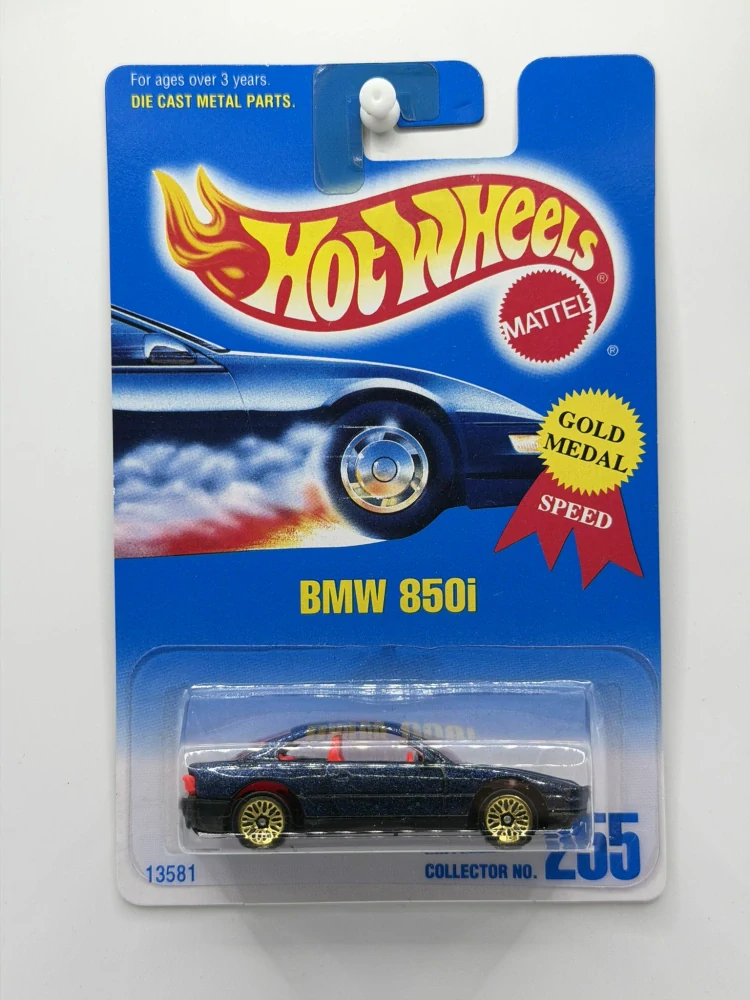 For ages over 3 years.
DIE CAST METAL PARTS.
HOT WHEELS
®
MATTEL
®
GOLD
MEDAL
SPEED
BMW 850i
13581
COLLECTOR NO. 255